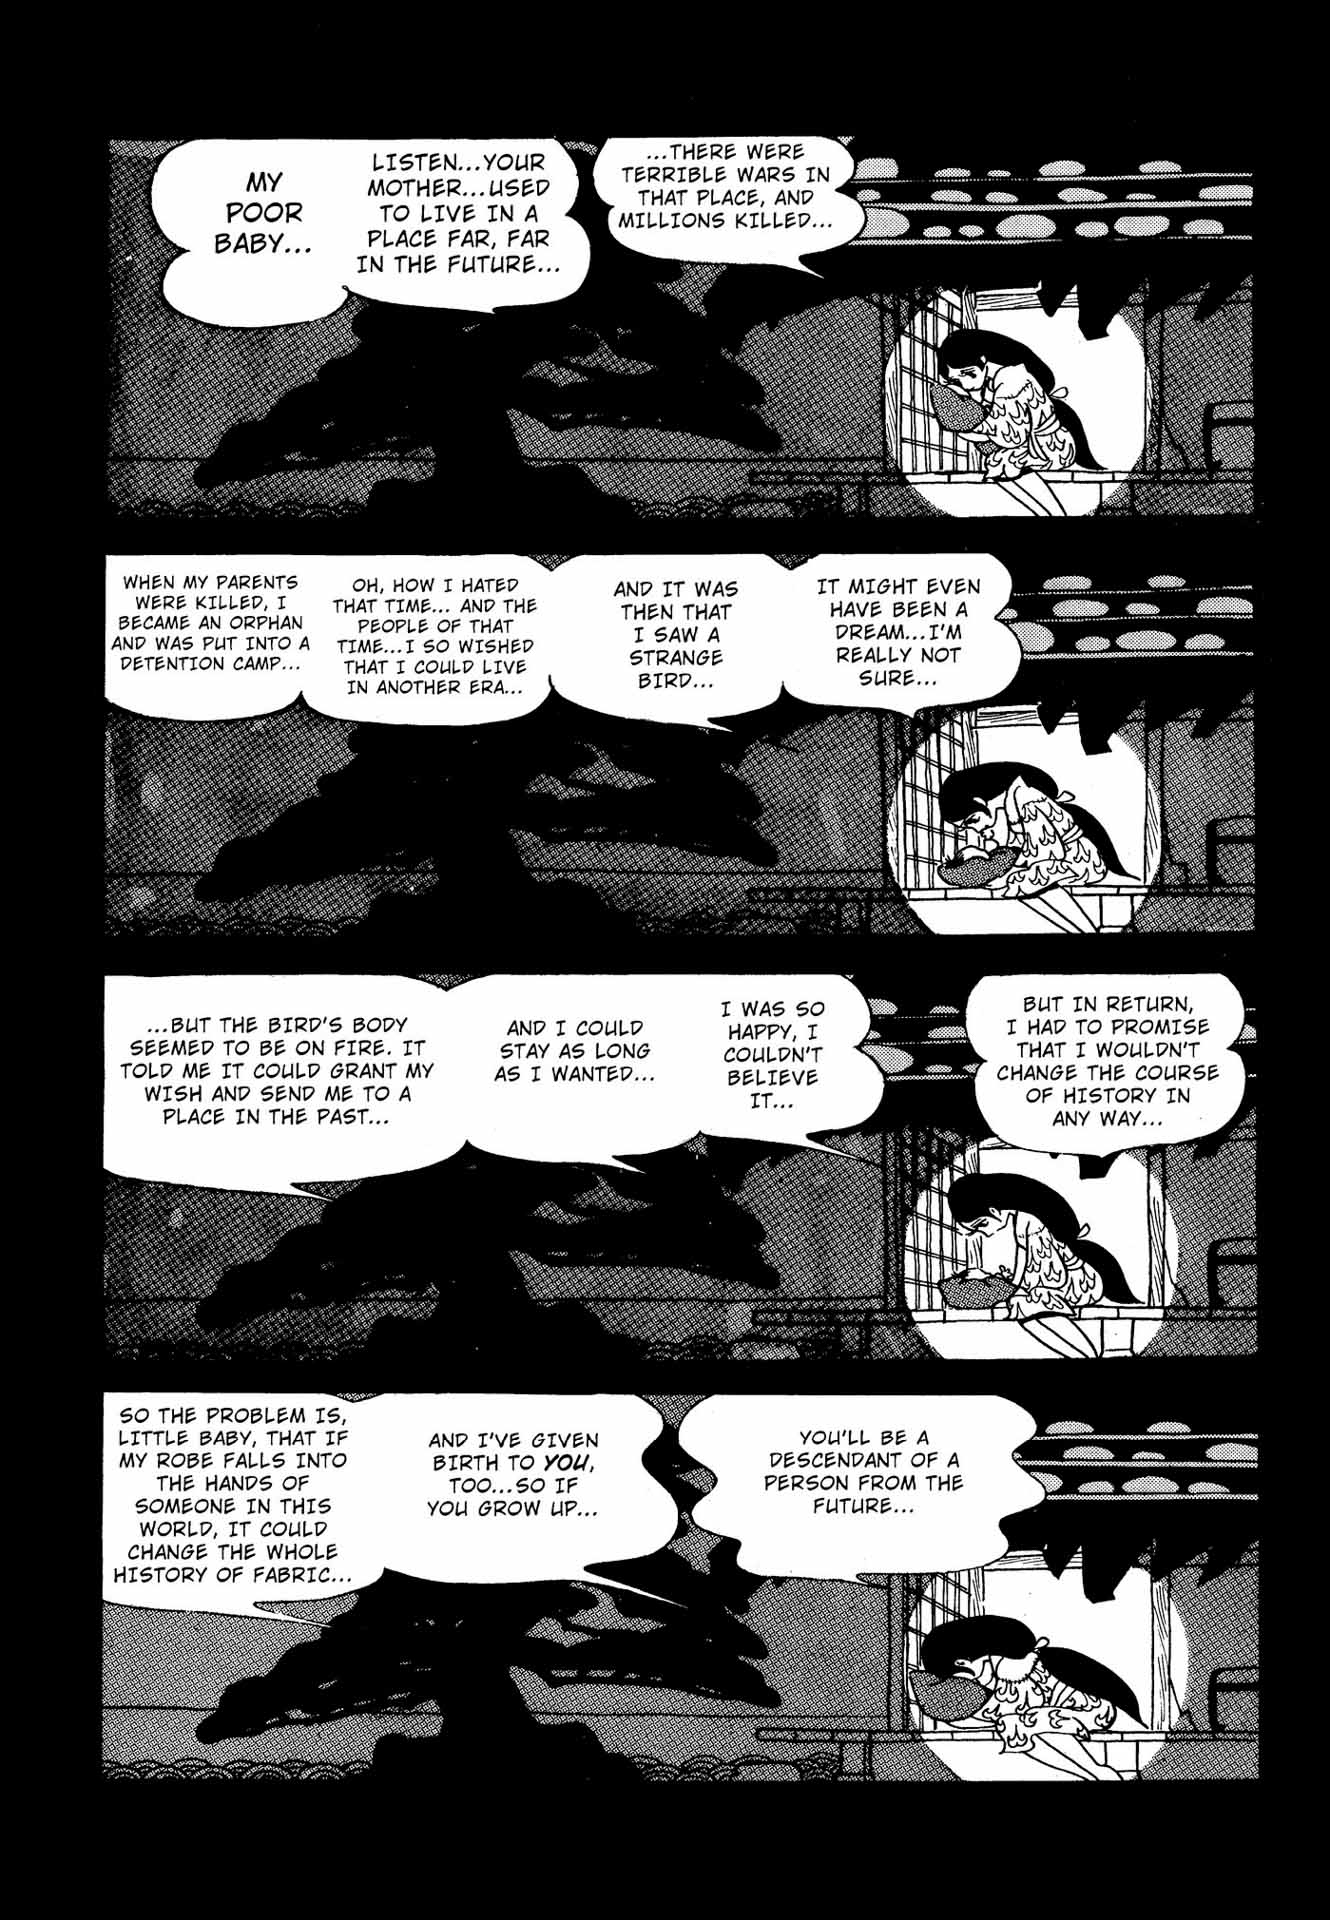 MY
POOR
BABY...
LISTEN...YOUR
MOTHER...USED
TO LIVE IN A
PLACE FAR, FAR
IN THE FUTURE...
...THERE WERE
TERRIBLE WARS IN
THAT PLACE, AND
MILLIONS KILLED...
WHEN MY PARENTS
WERE KILLED, I
BECAME AN ORPHAN
AND WAS PUT INTO A
DETENTION CAMP...
OH, HOW I HATED
THAT TIME... AND THE
PEOPLE OF THAT
TIME...I SO WISHED
THAT I COULD LIVE
IN ANOTHER ERA...
AND IT WAS
THEN THAT
I SAW A
STRANGE
BIRD...
IT MIGHT EVEN
HAVE BEEN A
DREAM...I'M
REALLY NOT
SURE...
...BUT THE BIRD'S BODY
SEEMED TO BE ON FIRE. IT
TOLD ME IT COULD GRANT MY
WISH AND SEND ME TO A
PLACE IN THE PAST...
AND I COULD
STAY AS LONG
AS I WANTED...
I WAS SO
HAPPY, I
COULDN'T
BELIEVE
IT...
BUT IN RETURN,
I HAD TO PROMISE
THAT I WOULDN'T
CHANGE THE COURSE
OF HISTORY IN
ANY WAY...
SO THE PROBLEM IS,
LITTLE BABY, THAT IF
MY ROBE FALLS INTO
THE HANDS OF
SOMEONE IN THIS
WORLD, IT COULD
CHANGE THE WHOLE
HISTORY OF FABRIC...
AND I'VE GIVEN
BIRTH TO YOU,
TOO...SO IF
YOU GROW UP...
YOU'LL BE A
DESCENDANT OF A
PERSON FROM THE
FUTURE...